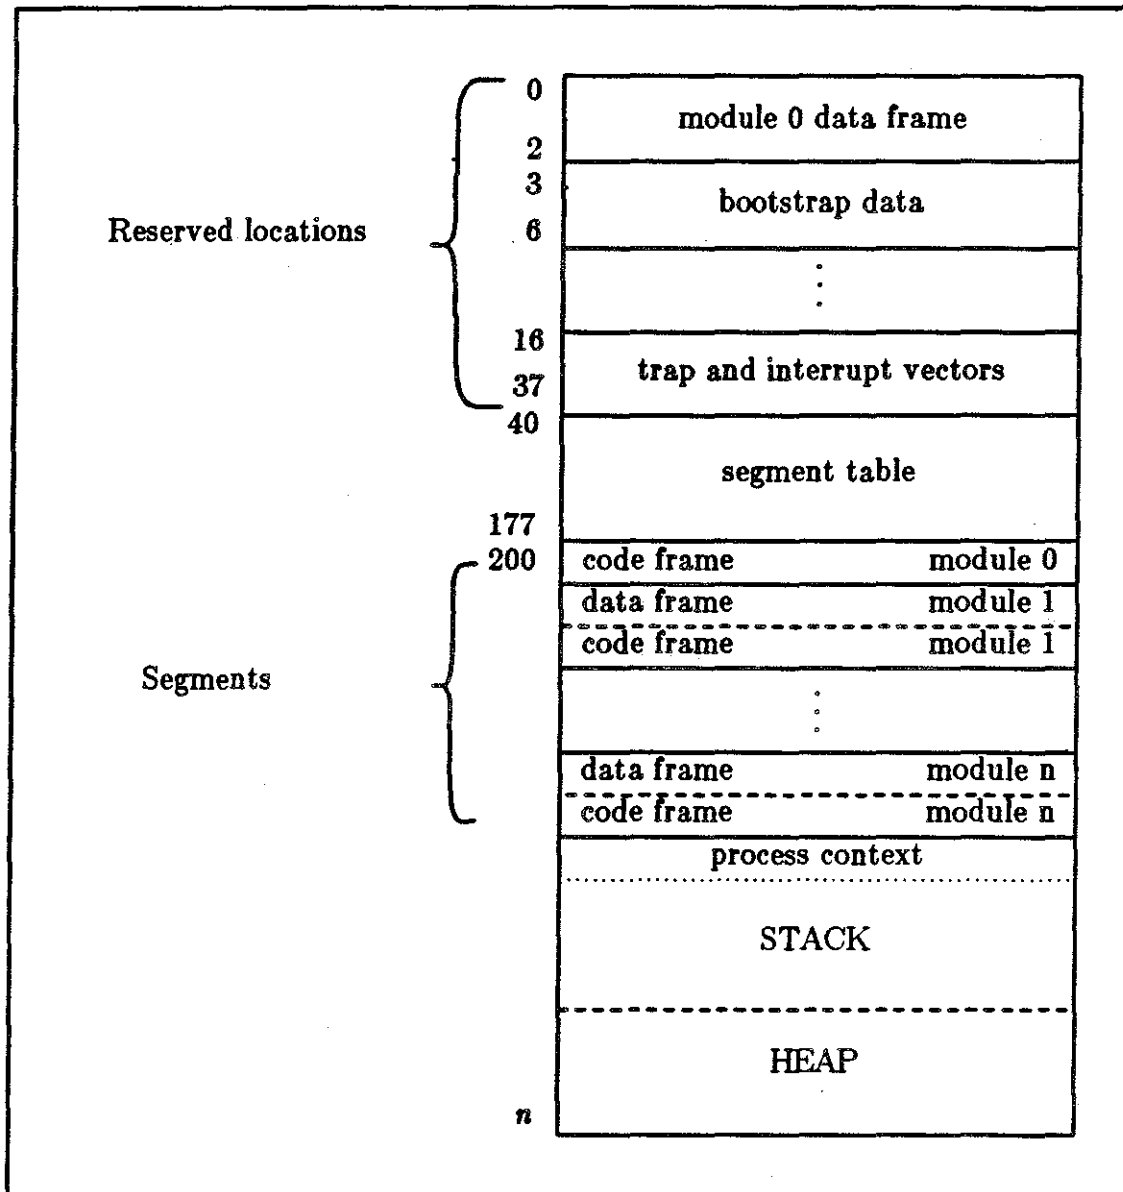 0
module 0 data frame
2
3
bootstrap data
6
Reserved locations
16
trap and interrupt vectors
37
40
segment table
177
200
code frame module 0
data frame module 1
code frame module 1
Segments
data frame module n
code frame module n
process context
STACK
HEAP
n